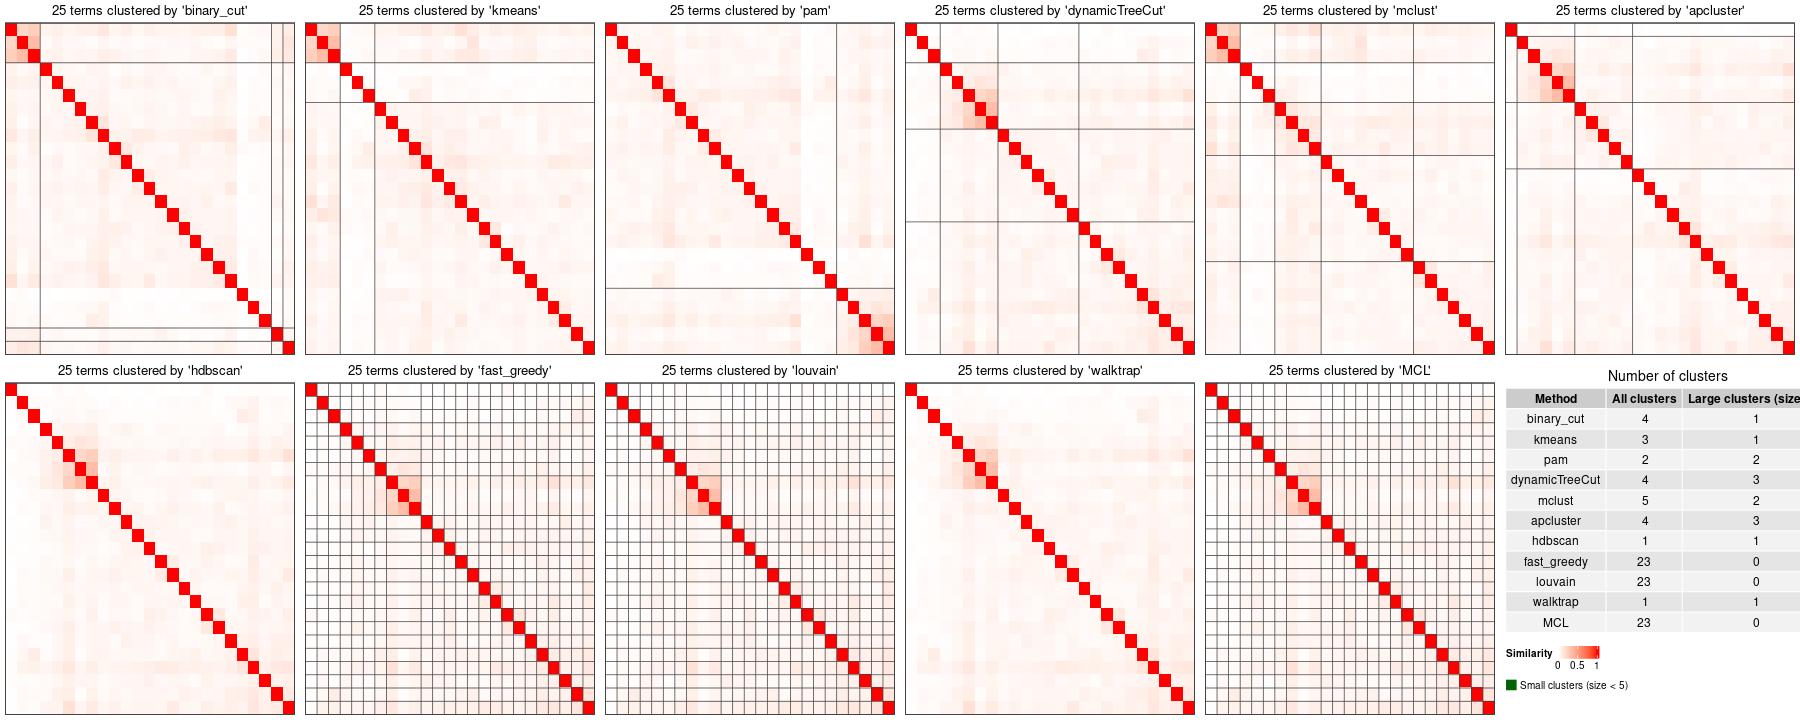 25 terms clustered by 'binary_cut'
25 terms clustered by 'kmeans'
25 terms clustered by 'pam'
25 terms clustered by 'dynamicTreeCut'
25 terms clustered by 'mclust'
25 terms clustered by 'apcluster'
25 terms clustered by 'hdbscan'
25 terms clustered by 'fast_greedy'
25 terms clustered by 'louvain'
25 terms clustered by 'walktrap'
25 terms clustered by 'MCL'
Number of clusters
Method All clusters Large clusters (size
binary_cut 4 1
kmeans 3 1
pam 2 2
dynamicTreeCut 4 3
mclust 5 2
apcluster 4 3
hdbscan 1 1
fast_greedy 23 0
louvain 23 0
walktrap 1 1
MCL 23 0
Similarity
0 0.5 1
Small clusters (size < 5)